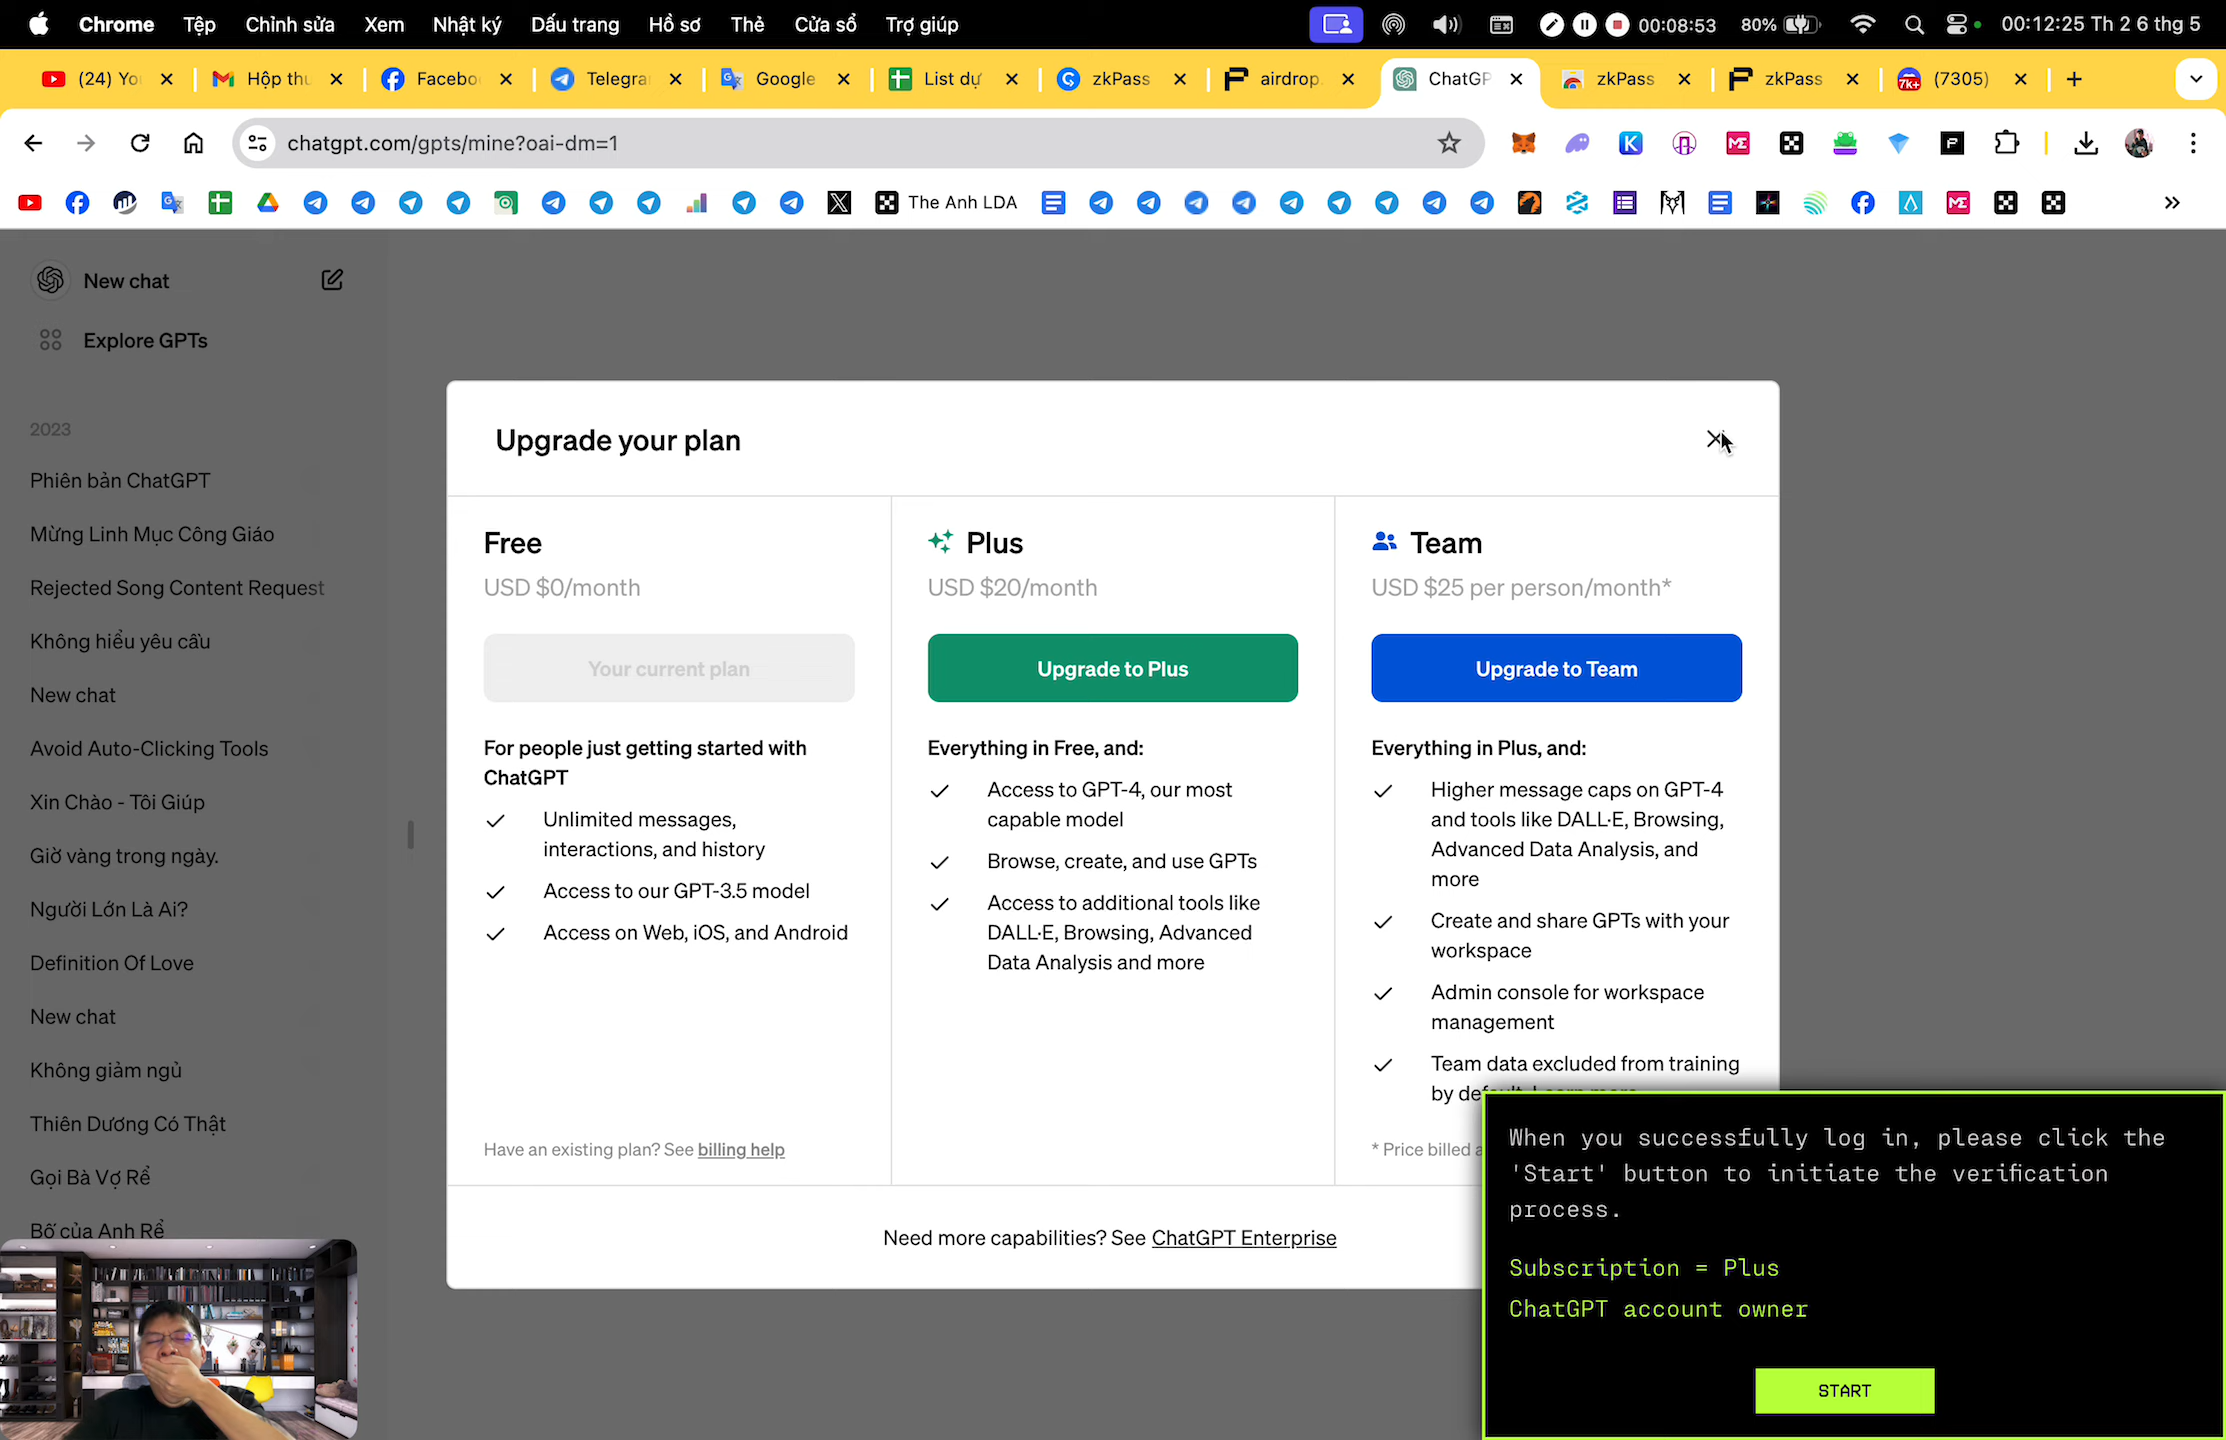 Chrome Tệp Chỉnh sửa Xem Nhật ký Dấu trang Hồ sơ Thẻ Cửa sổ Trợ giúp 00:08:53 80% 00:12:25 Th 2 6 thg 5
(24) Yo Hộp thu Facebo Telegra Google List dự zkPass airdrop. ChatGP zkPass zkPass (7305)
chatgpt.com/gpts/mine?oai-dm=1
The Anh LDA
New chat
Explore GPTs
2023
Phiên bản ChatGPT
Mừng Linh Mục Công Giáo
Rejected Song Content Request
Không hiểu yêu cầu
New chat
Avoid Auto-Clicking Tools
Xin Chào - Tôi Giúp
Giờ vàng trong ngày.
Người Lớn Là Ai?
Definition Of Love
New chat
Không giảm ngủ
Thiên Dương Có Thật
Gọi Bà Vợ Rể
Bố của Anh Rể
Upgrade your plan
Free
USD $0/month
Your current plan
For people just getting started with
ChatGPT
Unlimited messages,
interactions, and history
Access to our GPT-3.5 model
Access on Web, iOS, and Android
Have an existing plan? See billing help
Plus
USD $20/month
Upgrade to Plus
Everything in Free, and:
Access to GPT-4, our most
capable model
Browse, create, and use GPTs
Access to additional tools like
DALL·E, Browsing, Advanced
Data Analysis and more
Team
USD $25 per person/month*
Upgrade to Team
Everything in Plus, and:
Higher message caps on GPT-4
and tools like DALL·E, Browsing,
Advanced Data Analysis, and
more
Create and share GPTs with your
workspace
Admin console for workspace
management
Team data excluded from training
by
* Price billed
Need more capabilities? See ChatGPT Enterprise
When you successfully log in, please click the
'Start' button to initiate the verification
process.
Subscription = Plus
ChatGPT account owner
START